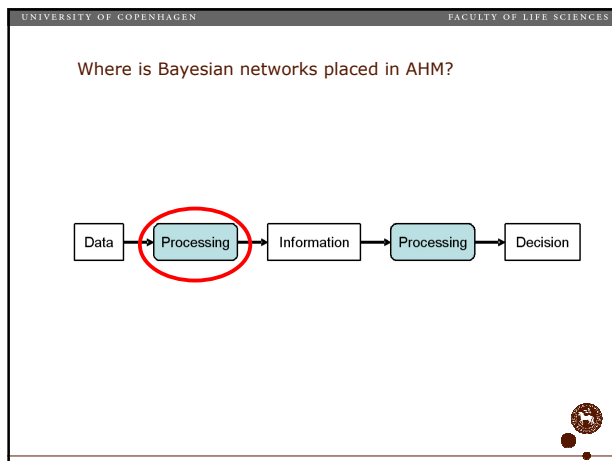 UNIVERSITY OF COPENHAGEN
FACULTY OF LIFE SCIENCES
Where is Bayesian networks placed in AHM?
Data
Processing
Information
Processing
Decision